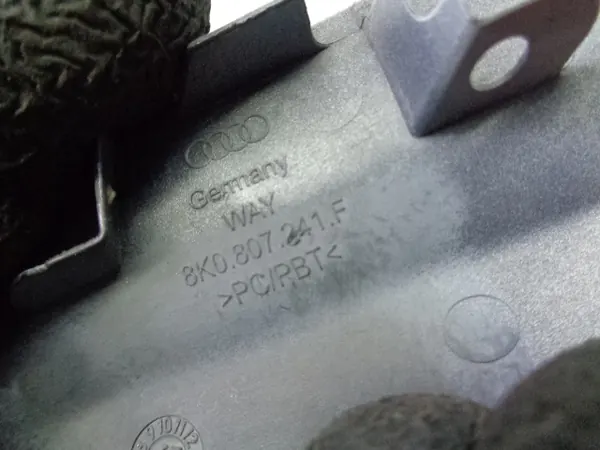 Germany
WAY
8K0.807.241.F
>PC/PBT<